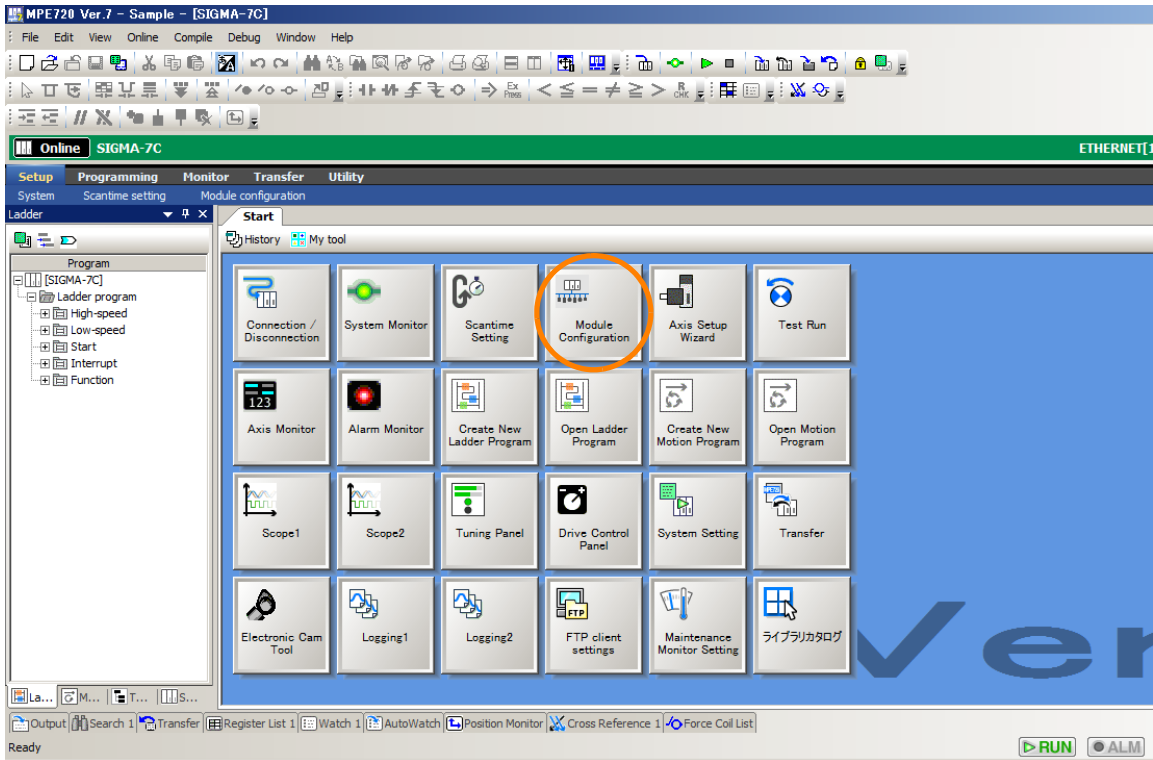 MPE720 Ver.7 - Sample - [SIGMA-7C]
File Edit View Online Compile Debug Window Help
Ex
Press
R
CHK
Online SIGMA-7C ETHERNET[1
Setup Programming Monitor Transfer Utility
System Scantime setting Module configuration
Ladder
Start
History My tool
Program
[SIGMA-7C]
Ladder program
High-speed
Low-speed
Start
Interrupt
Function
Connection /
Disconnection
System Monitor
Scantime
Setting
Module
Configuration
Axis Setup
Wizard
Test Run
123
Axis Monitor
Alarm Monitor
Create New
Ladder Program
Open Ladder
Program
Create New
Motion Program
Open Motion
Program
Scope1
Scope2
Tuning Panel
Drive Control
Panel
System Setting
Transfer
Electronic Cam
Tool
Logging1
Logging2
FTP
FTP client
settings
Maintenance
Monitor Setting
ライブラリカタログ
Ver
La... M... T... S...
Output Search 1 Transfer Register List 1 Watch 1 AutoWatch Position Monitor Cross Reference 1 Force Coil List
Ready
RUN ALM